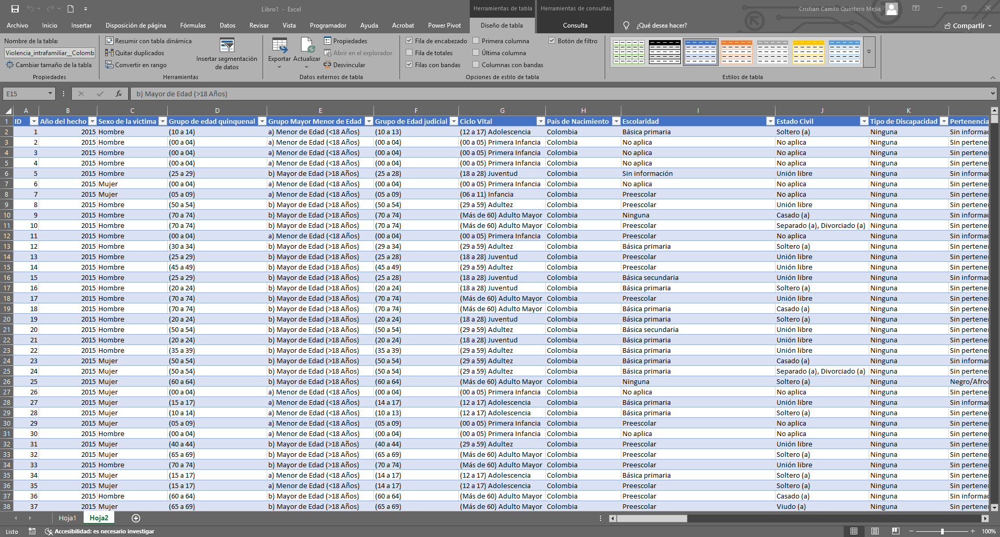 Libro1 - Excel
Herramientas de tabla
Herramientas de consultas
Cristian Camilo Quintero Mejia
Archivo Inicio Insertar Disposición de página Fórmulas Datos Revisar Vista Programador Ayuda Acrobat Power Pivot Diseño de tabla Consulta ¿Qué desea hacer? Compartir
Nombre de la tabla:
Violencia_intrafamiliar__Colomb
Cambiar tamaño de la tabla
Propiedades
Resumir con tabla dinámica
Quitar duplicados
Convertir en rango
Insertar segmentación de datos
Herramientas
Exportar Actualizar
Propiedades
Abrir en el explorador
Desvincular
Datos externos de tabla
Fila de encabezado Primera columna Botón de filtro
Fila de totales Última columna
Filas con bandas Columnas con bandas
Opciones de estilo de tabla
Estilos de tabla
E15 fx b) Mayor de Edad (>18 Años)
A B C D E F G H I J K
1 ID Año del hecho Sexo de la victima Grupo de edad quinquenal Grupo Mayor Menor de Edad Grupo de Edad judicial Ciclo Vital País de Nacimiento Escolaridad Estado Civil Tipo de Discapacidad Pertenencia
2 1 2015 Hombre (10 a 14) a) Menor de Edad (<18 Años) (10 a 13) (12 a 17) Adolescencia Colombia Básica primaria Soltero (a) Ninguna Sin informac
3 2 2015 Hombre (00 a 04) a) Menor de Edad (<18 Años) (00 a 04) (00 a 05) Primera Infancia Colombia No aplica No aplica Ninguna Sin pertener
4 3 2015 Hombre (00 a 04) a) Menor de Edad (<18 Años) (00 a 04) (00 a 05) Primera Infancia Colombia No aplica No aplica Ninguna Sin pertener
5 4 2015 Hombre (00 a 04) a) Menor de Edad (<18 Años) (00 a 04) (00 a 05) Primera Infancia Colombia No aplica No aplica Ninguna Sin pertener
6 5 2015 Hombre (25 a 29) b) Mayor de Edad (>18 Años) (25 a 28) (18 a 28) Juventud Colombia Sin información Unión libre Ninguna Sin informac
7 6 2015 Mujer (00 a 04) a) Menor de Edad (<18 Años) (00 a 04) (00 a 05) Primera Infancia Colombia No aplica No aplica Ninguna Sin pertener
8 7 2015 Mujer (05 a 09) a) Menor de Edad (<18 Años) (05 a 09) (06 a 11) Infancia Colombia Preescolar No aplica Ninguna Sin pertener
9 8 2015 Hombre (50 a 54) b) Mayor de Edad (>18 Años) (50 a 54) (29 a 59) Adultez Colombia Preescolar Unión libre Ninguna Sin pertener
10 9 2015 Hombre (70 a 74) b) Mayor de Edad (>18 Años) (70 a 74) (Más de 60) Adulto Mayor Colombia Ninguna Casado (a) Ninguna Sin informac
11 10 2015 Hombre (70 a 74) b) Mayor de Edad (>18 Años) (70 a 74) (Más de 60) Adulto Mayor Colombia Preescolar Separado (a), Divorciado (a) Ninguna Sin pertener
12 11 2015 Hombre (00 a 04) a) Menor de Edad (<18 Años) (00 a 04) (00 a 05) Primera Infancia Colombia Preescolar No aplica Ninguna Sin informac
13 12 2015 Hombre (30 a 34) b) Mayor de Edad (>18 Años) (29 a 34) (29 a 59) Adultez Colombia Básica primaria Soltero (a) Ninguna Sin pertener
14 13 2015 Hombre (25 a 29) b) Mayor de Edad (>18 Años) (25 a 28) (18 a 28) Juventud Colombia Preescolar Unión libre Ninguna Sin pertener
15 14 2015 Hombre (45 a 49) b) Mayor de Edad (>18 Años) (45 a 49) (29 a 59) Adultez Colombia Preescolar Unión libre Ninguna Sin pertener
16 15 2015 Hombre (25 a 29) b) Mayor de Edad (>18 Años) (25 a 28) (18 a 28) Juventud Colombia Básica secundaria Unión libre Ninguna Sin informac
17 16 2015 Hombre (20 a 24) b) Mayor de Edad (>18 Años) (20 a 24) (18 a 28) Juventud Colombia Básica primaria Soltero (a) Ninguna Sin pertener
18 17 2015 Hombre (70 a 74) b) Mayor de Edad (>18 Años) (70 a 74) (Más de 60) Adulto Mayor Colombia Preescolar Unión libre Ninguna Sin pertener
19 18 2015 Hombre (70 a 74) b) Mayor de Edad (>18 Años) (70 a 74) (Más de 60) Adulto Mayor Colombia Básica primaria Casado (a) Ninguna Sin pertener
20 19 2015 Hombre (20 a 24) b) Mayor de Edad (>18 Años) (20 a 24) (18 a 28) Juventud Colombia Básica primaria Soltero (a) Ninguna Sin pertener
21 20 2015 Hombre (50 a 54) b) Mayor de Edad (>18 Años) (50 a 54) (29 a 59) Adultez Colombia Básica secundaria Unión libre Ninguna Sin pertener
22 21 2015 Hombre (20 a 24) b) Mayor de Edad (>18 Años) (20 a 24) (18 a 28) Juventud Colombia Básica primaria Unión libre Ninguna Sin pertener
23 22 2015 Hombre (35 a 39) b) Mayor de Edad (>18 Años) (35 a 39) (29 a 59) Adultez Colombia Básica primaria Unión libre Ninguna Sin pertener
24 23 2015 Mujer (50 a 54) b) Mayor de Edad (>18 Años) (50 a 54) (29 a 59) Adultez Colombia Básica primaria Casado (a) Ninguna Sin informac
25 24 2015 Mujer (50 a 54) b) Mayor de Edad (>18 Años) (50 a 54) (29 a 59) Adultez Colombia Básica primaria Separado (a), Divorciado (a) Ninguna Sin pertener
26 25 2015 Mujer (60 a 64) b) Mayor de Edad (>18 Años) (60 a 64) (Más de 60) Adulto Mayor Colombia Ninguna Soltero (a) Ninguna Negro/Afroc
27 26 2015 Mujer (00 a 04) a) Menor de Edad (<18 Años) (00 a 04) (00 a 05) Primera Infancia Colombia No aplica No aplica Ninguna Sin pertener
28 27 2015 Mujer (15 a 17) a) Menor de Edad (<18 Años) (14 a 17) (12 a 17) Adolescencia Colombia Básica primaria Unión libre Ninguna Sin informac
29 28 2015 Mujer (10 a 14) a) Menor de Edad (<18 Años) (10 a 13) (12 a 17) Adolescencia Colombia Básica primaria Soltero (a) Ninguna Sin pertener
30 29 2015 Mujer (05 a 09) a) Menor de Edad (<18 Años) (05 a 09) (00 a 05) Primera Infancia Colombia Preescolar No aplica Ninguna Sin pertener
31 30 2015 Hombre (00 a 04) a) Menor de Edad (<18 Años) (00 a 04) (00 a 05) Primera Infancia Colombia No aplica No aplica Ninguna Sin pertener
32 31 2015 Mujer (40 a 44) b) Mayor de Edad (>18 Años) (40 a 44) (29 a 59) Adultez Colombia Preescolar Unión libre Ninguna Sin pertener
33 32 2015 Mujer (65 a 69) b) Mayor de Edad (>18 Años) (65 a 69) (Más de 60) Adulto Mayor Colombia Preescolar Soltero (a) Ninguna Sin pertener
34 33 2015 Hombre (70 a 74) b) Mayor de Edad (>18 Años) (70 a 74) (Más de 60) Adulto Mayor Colombia Preescolar Unión libre Ninguna Sin pertener
35 34 2015 Mujer (15 a 17) a) Menor de Edad (<18 Años) (14 a 17) (12 a 17) Adolescencia Colombia Básica primaria Soltero (a) Ninguna Sin pertener
36 35 2015 Mujer (15 a 17) a) Menor de Edad (<18 Años) (14 a 17) (12 a 17) Adolescencia Colombia Preescolar Soltero (a) Ninguna Sin pertener
37 36 2015 Hombre (60 a 64) b) Mayor de Edad (>18 Años) (60 a 64) (Más de 60) Adulto Mayor Colombia Preescolar Casado (a) Ninguna Sin informac
38 37 2015 Mujer (65 a 69) b) Mayor de Edad (>18 Años) (65 a 69) (Más de 60) Adulto Mayor Colombia Preescolar Viudo (a) Ninguna Sin pertener
Hoja1 Hoja2
Listo Accesibilidad: es necesario investigar 100%